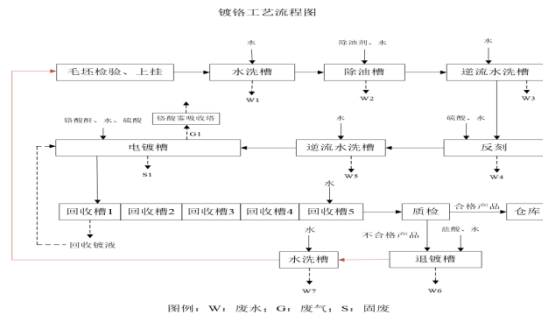 镀铬工艺流程图
水
除油剂、水
水
毛坯检验、上挂
水洗槽
除油槽
逆流水洗槽
W1
W2
W3
铬酸酐、水、硫酸
铬酸雾吸收塔
G1
水
硫酸、水
电镀槽
逆流水洗槽
反刻
S1
W5
W4
水
回收槽1
回收槽2
回收槽3
回收槽4
回收槽5
质检
合格产品
仓库
回收镀液
水
不合格产品
盐酸、水
水洗槽
退镀槽
W7
W6
图例：W：废水；G：废气；S：固废